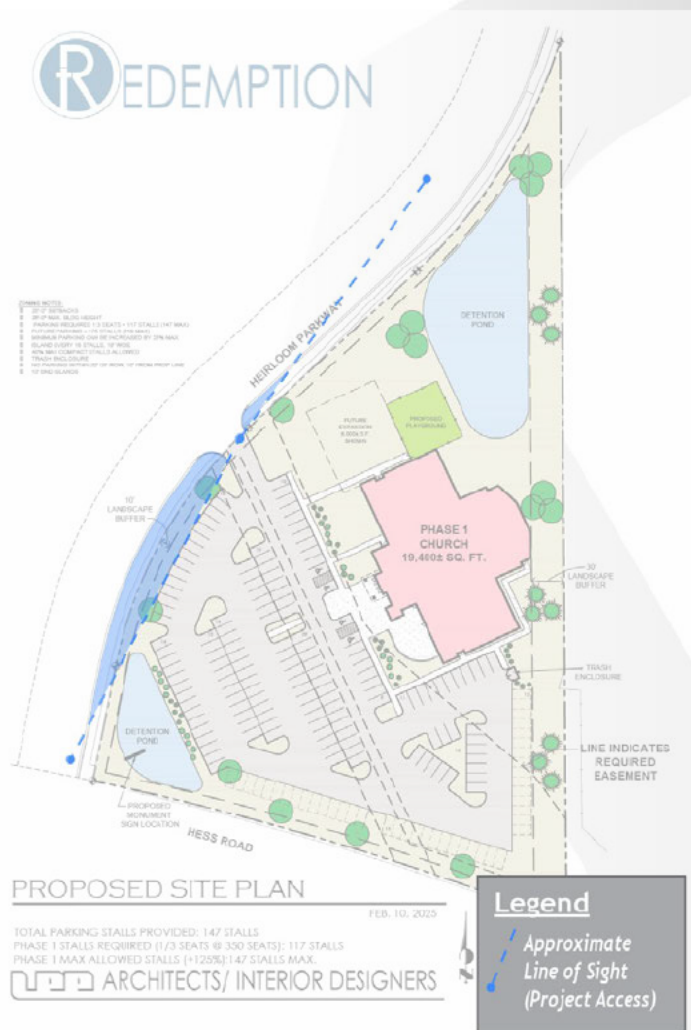 REDEMPTION
ZONING NOTES:
HEIRLOOM PARKWAY
DETENTION
POND
FUTURE
EXPANSION
SHOWN
PROPOSED
PLAYGROUND
10'
LANDSCAPE
BUFFER
PHASE 1
CHURCH
19,400± SQ. FT.
30'
LANDSCAPE
BUFFER
TRASH
ENCLOSURE
DETENTION
POND
LINE INDICATES
REQUIRED
EASEMENT
PROPOSED
MONUMENT
SIGN LOCATION
HESS ROAD
PROPOSED SITE PLAN
FEB. 10, 2025
TOTAL PARKING STALLS PROVIDED: 147 STALLS
PHASE 1 STALLS REQUIRED (1/3 SEATS @ 350 SEATS): 117 STALLS
PHASE 1 MAX ALLOWED STALLS (+125%):147 STALLS MAX.
ARCHITECTS/ INTERIOR DESIGNERS
Legend
Approximate
Line of Sight
(Project Access)